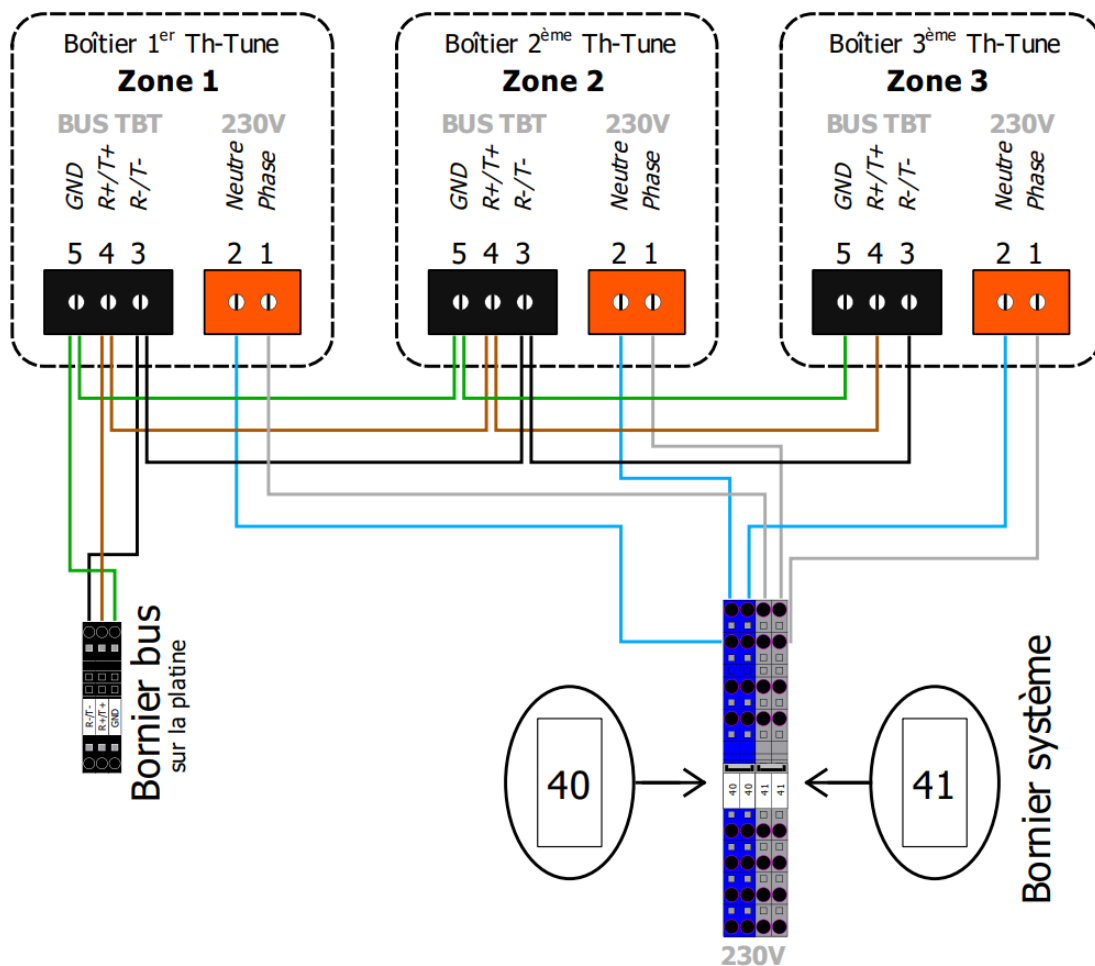 Boîtier 1er Th-Tune
Zone 1
BUS TBT 230V
GND R+/T+ R-/T- Neutre Phase
5 4 3 2 1
Boîtier 2ème Th-Tune
Zone 2
BUS TBT 230V
GND R+/T+ R-/T- Neutre Phase
5 4 3 2 1
Boîtier 3ème Th-Tune
Zone 3
BUS TBT 230V
GND R+/T+ R-/T- Neutre Phase
5 4 3 2 1
R-/T- R+/T+ GND
Bornier bus
sur la platine
40
40 40 41 41
41
Bornier système
230V